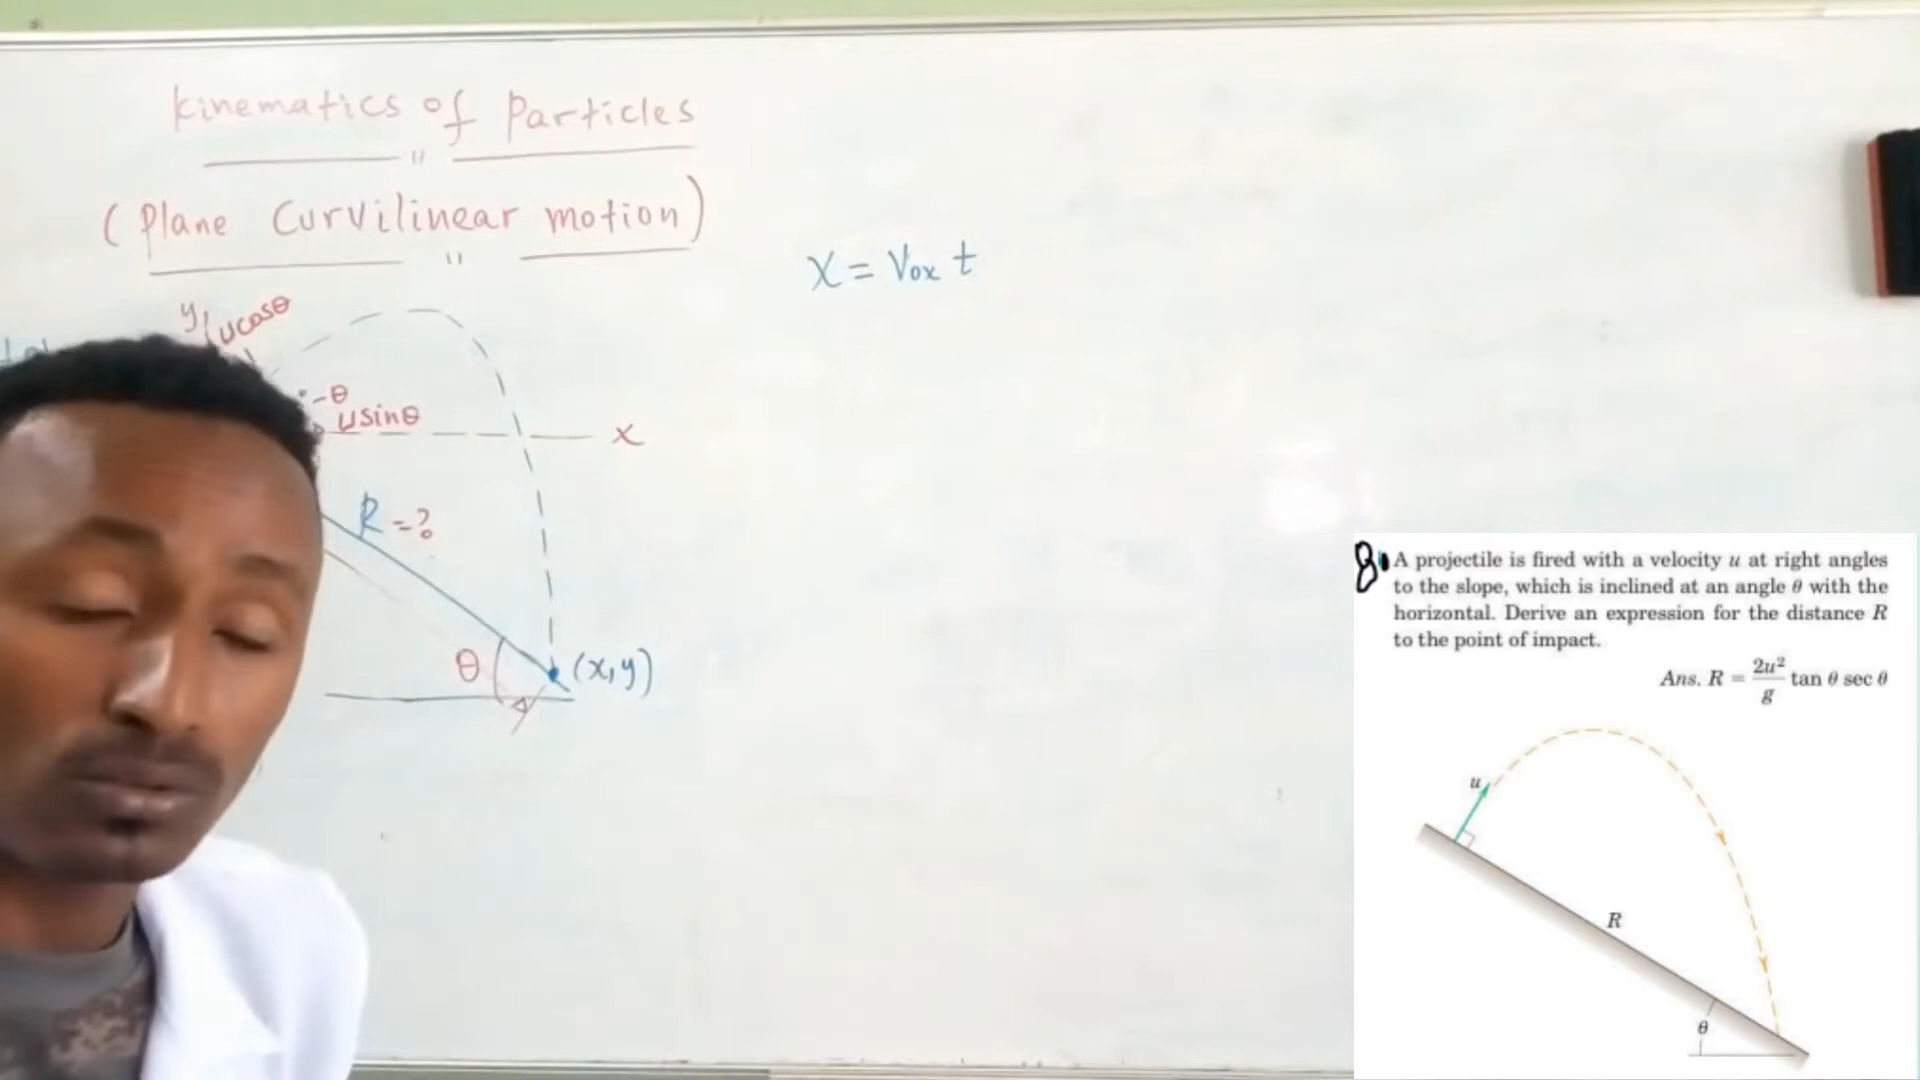 Kinematics of Particles
(Plane Curvilinear motion)
X = Vox t
y
ucosθ
-θ
usinθ
x
R = ?
θ
(x,y)
8. A projectile is fired with a velocity u at right angles
to the slope, which is inclined at an angle θ with the
horizontal. Derive an expression for the distance R
to the point of impact.
Ans. R = 2u²/g tan θ sec θ
u
R
θ